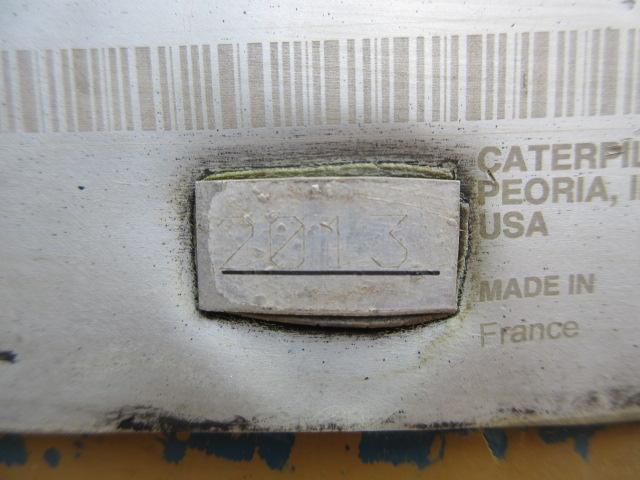 2013
CATERPIL
PEORIA, I
USA
MADE IN
France